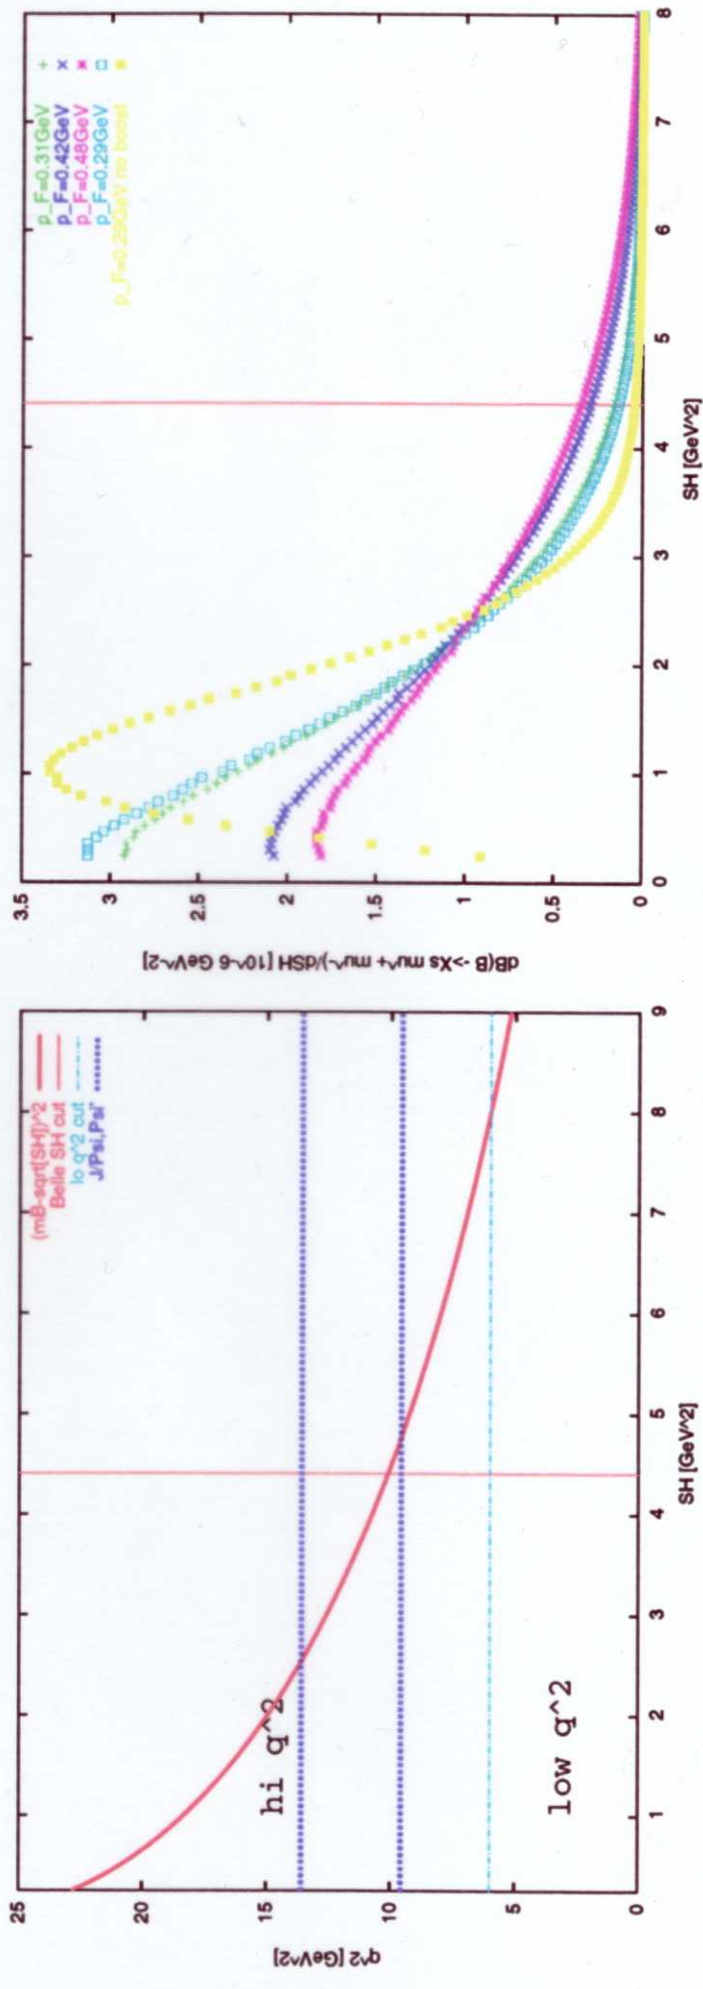 25
20
15
10
5
0
q^2 [GeV^2]
1
2
3
4
5
6
7
8
9
SH [GeV^2]
(mB-sqrt[SH])^2
Belle SH cut
lo q^2 cut
J/Psi,Psi'
hi q^2
low q^2
3.5
3
2.5
2
1.5
1
0.5
0
dB(B ->Xs mu^+ mu^-)/dSH [10^-6 GeV^-2]
0
1
2
3
4
5
6
7
8
SH [GeV^2]
p_F=0.31GeV
p_F=0.42GeV
p_F=0.48GeV
p_F=0.29GeV
p_F=0.29GeV no boost